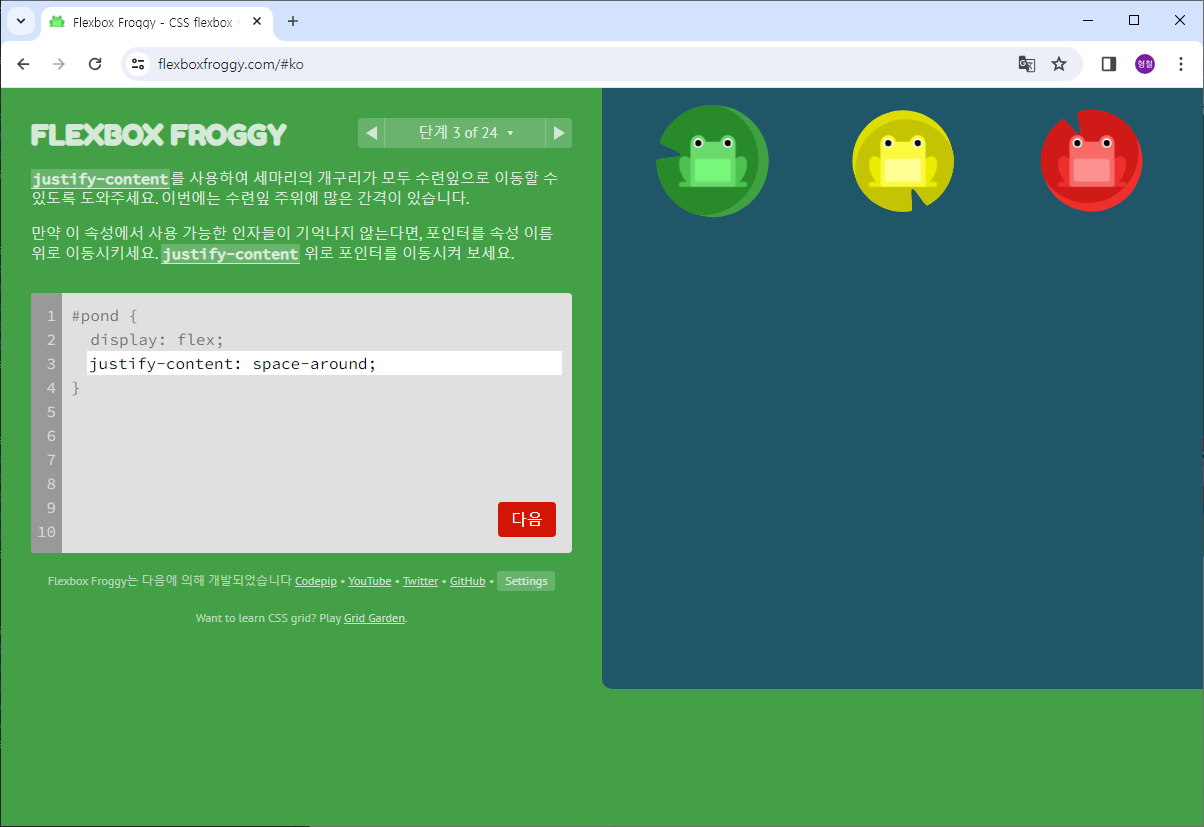 Flexbox Froggy - CSS flexbox
flexboxfroggy.com/#ko
형철
FLEXBOX FROGGY
단계 3 of 24
justify-content를 사용하여 세마리의 개구리가 모두 수련잎으로 이동할 수
있도록 도와주세요. 이번에는 수련잎 주위에 많은 간격이 있습니다.
만약 이 속성에서 사용 가능한 인자들이 기억나지 않는다면, 포인터를 속성 이름
위로 이동시키세요. justify-content 위로 포인터를 이동시켜 보세요.
1 #pond {
2 display: flex;
3 justify-content: space-around;
4 }
5
6
7
8
9
10
다음
Flexbox Froggy는 다음에 의해 개발되었습니다 Codepip • YouTube • Twitter • GitHub • Settings
Want to learn CSS grid? Play Grid Garden.